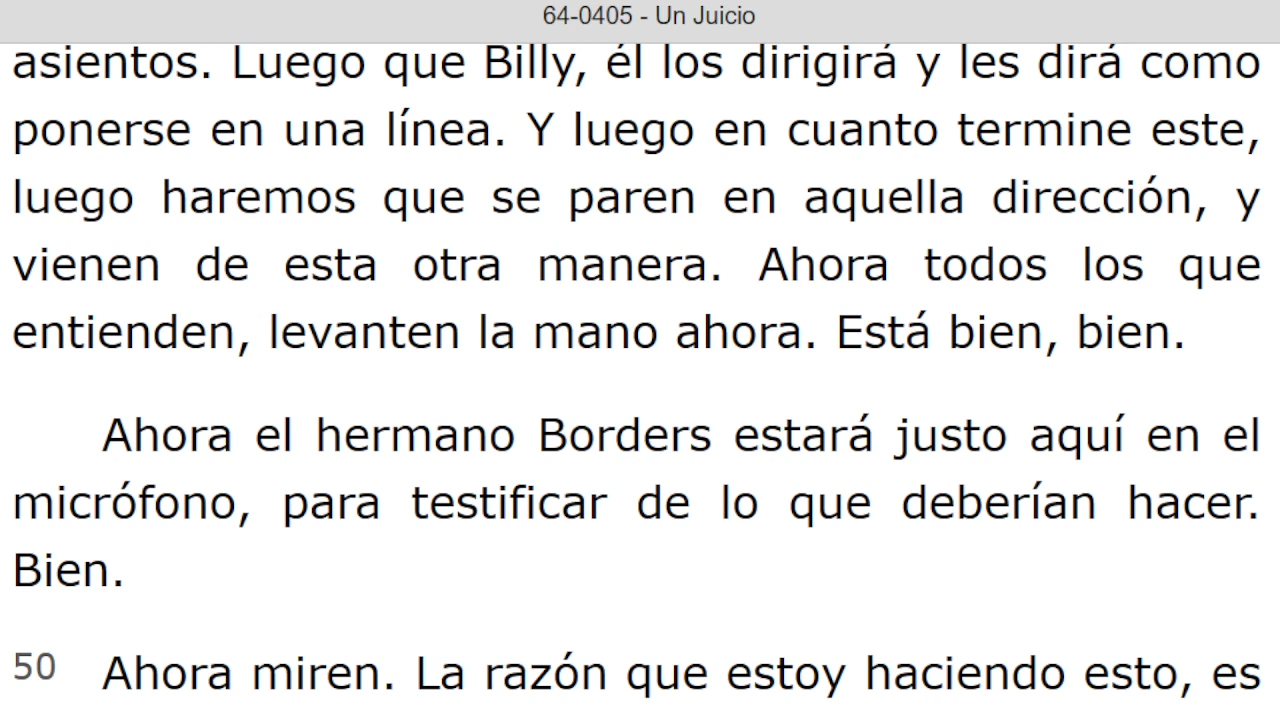 64-0405 - Un Juicio
asientos. Luego que Billy, él los dirigirá y les dirá como
ponerse en una línea. Y luego en cuanto termine este,
luego haremos que se paren en aquella dirección, y
vienen de esta otra manera. Ahora todos los que
entienden, levanten la mano ahora. Está bien, bien.
Ahora el hermano Borders estará justo aquí en el
micrófono, para testificar de lo que deberían hacer.
Bien.
50 Ahora miren. La razón que estoy haciendo esto, es